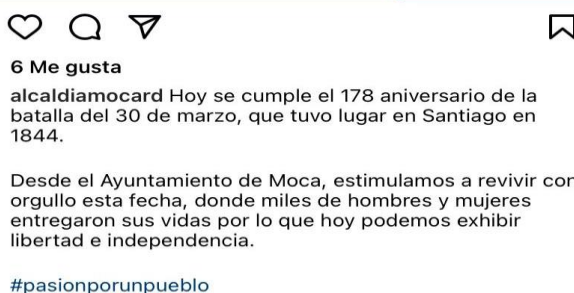 6 Me gusta
alcaldiamocard Hoy se cumple el 178 aniversario de la
batalla del 30 de marzo, que tuvo lugar en Santiago en
1844.
Desde el Ayuntamiento de Moca, estimulamos a revivir con
orgullo esta fecha, donde miles de hombres y mujeres
entregaron sus vidas por lo que hoy podemos exhibir
libertad e independencia.
#pasionporunpueblo